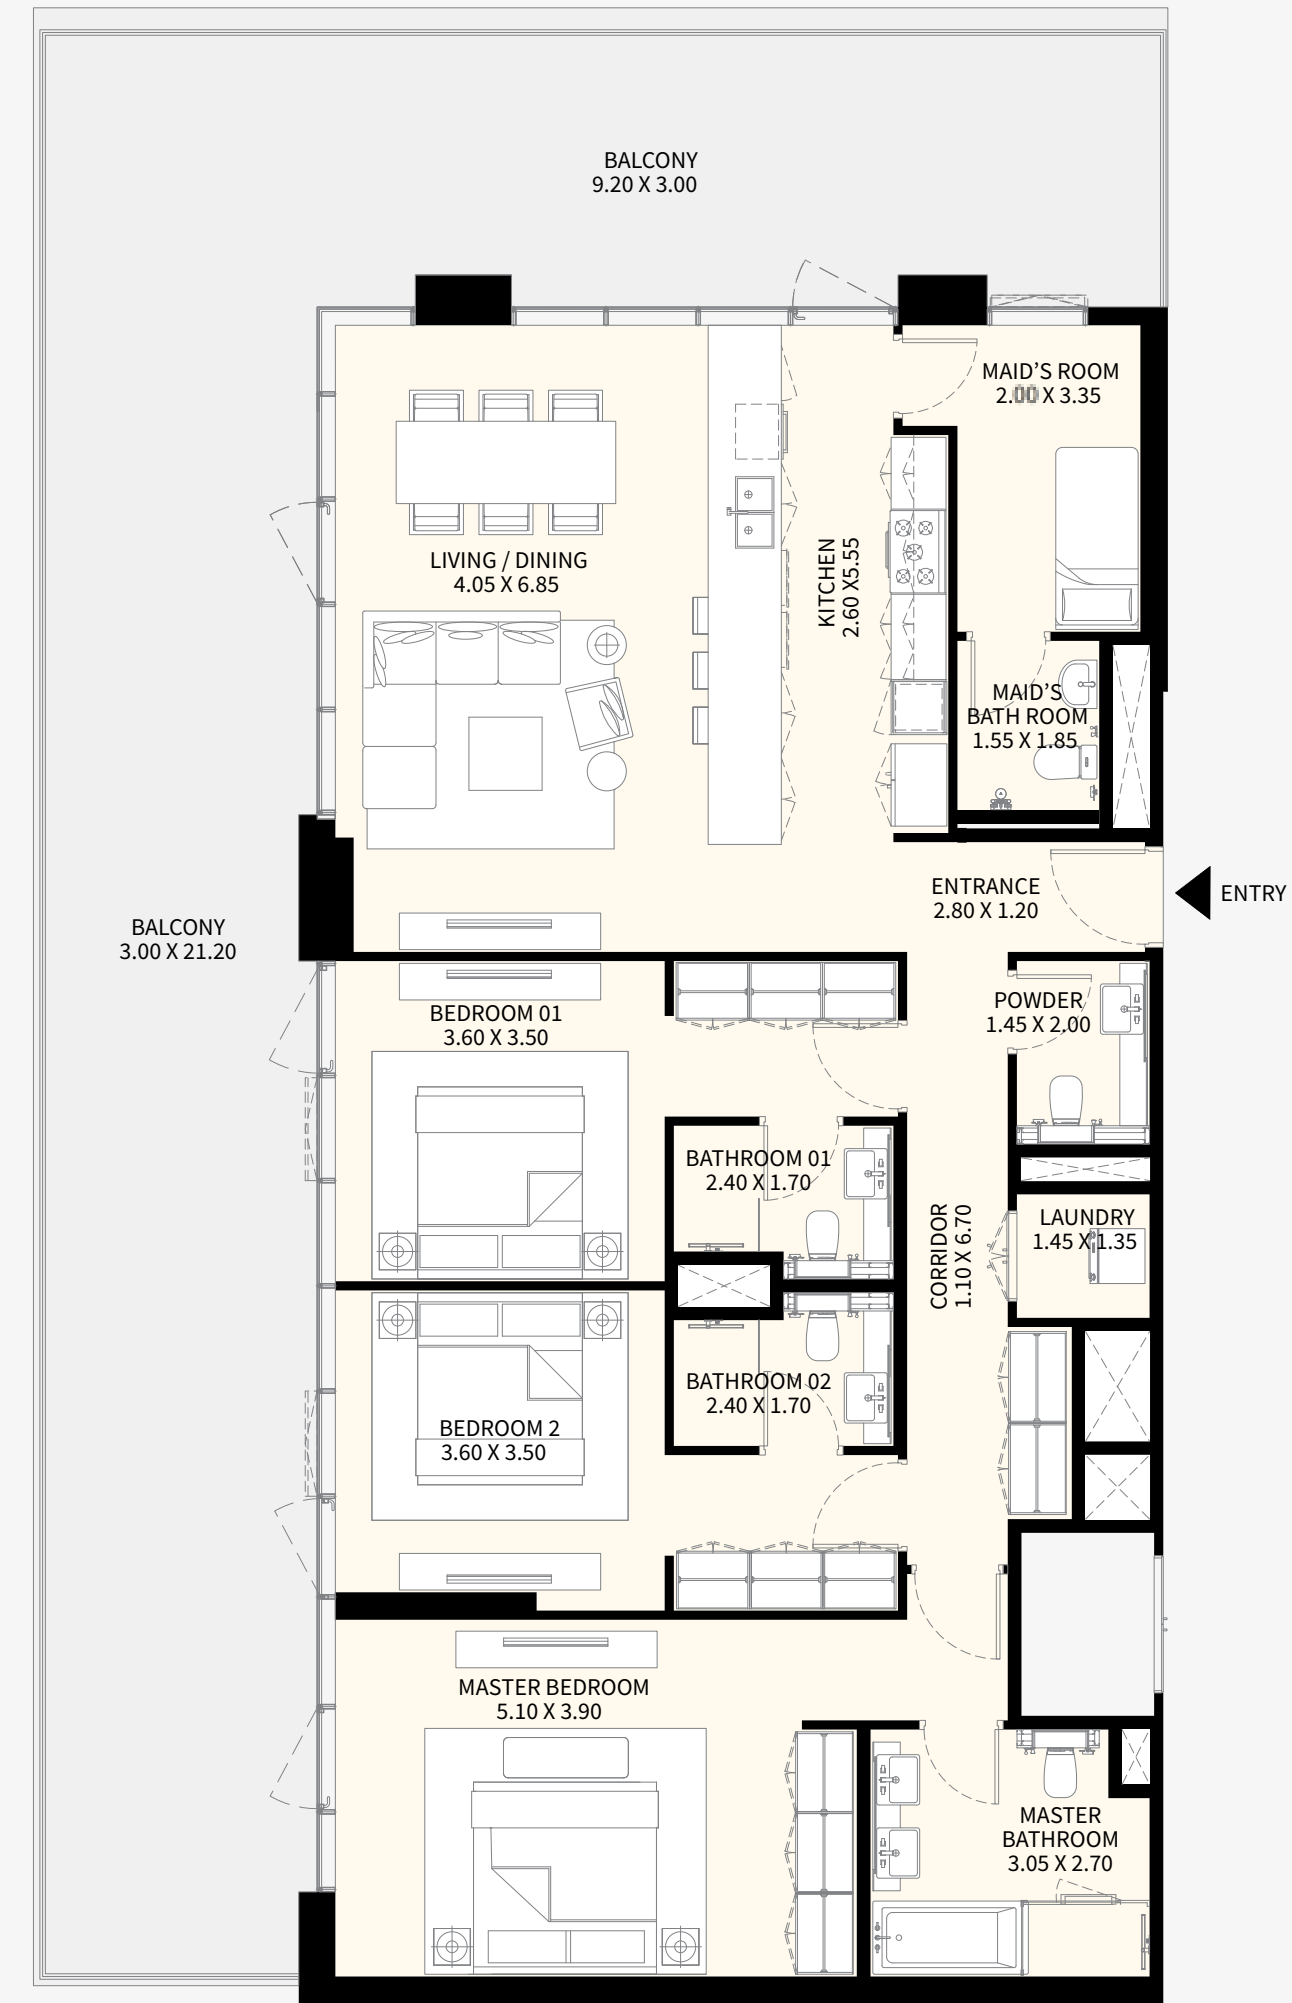 BALCONY
9.20 X 3.00
MAID’S ROOM
X 3.35
LIVING / DINING
4.05 X 6.85
KITCHEN
2.60 X5.55
MAID’S
BATH ROOM
1.55 X 1.85
ENTRANCE
2.80 X 1.20
ENTRY
BALCONY
3.00 X 21.20
BEDROOM 01
3.60 X 3.50
POWDER
1.45 X 2.00
BATHROOM 01
2.40 X 1.70
CORRIDOR
1.10 X 6.70
LAUNDRY
1.45 X 1.35
BATHROOM 02
2.40 X 1.70
BEDROOM 2
3.60 X 3.50
MASTER BEDROOM
5.10 X 3.90
MASTER
BATHROOM
3.05 X 2.70